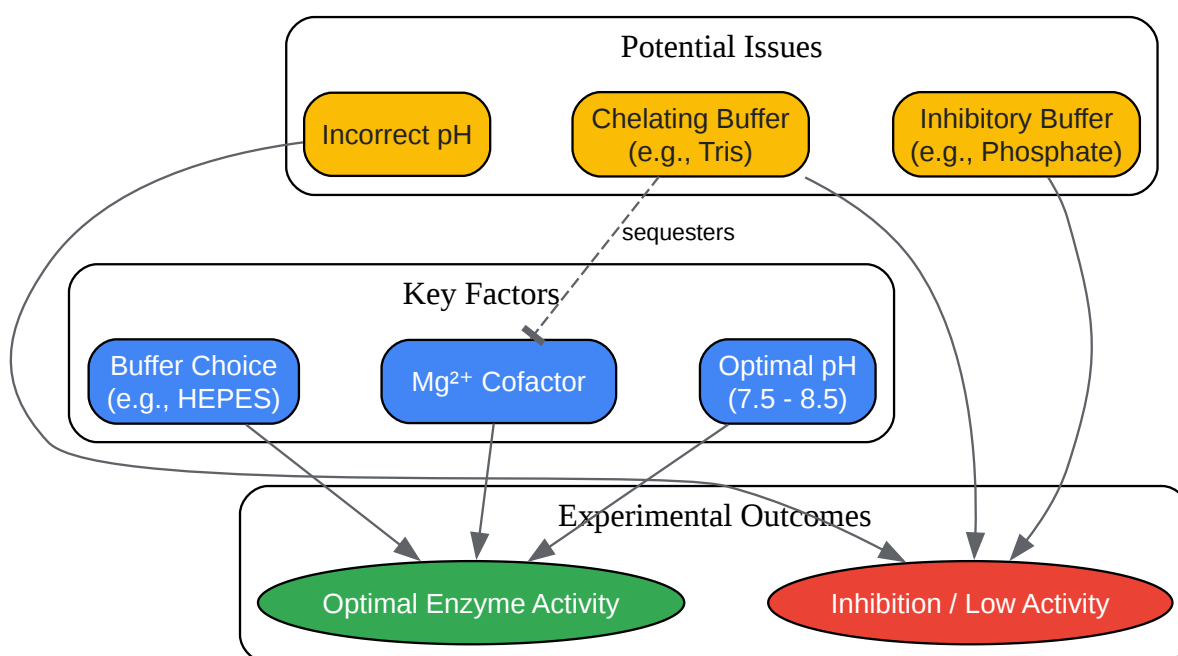 Potential Issues
Incorrect pH
Chelating Buffer
(e.g., Tris)
Inhibitory Buffer
(e.g., Phosphate)
sequesters
Key Factors
Buffer Choice
(e.g., HEPES)
Mg²⁺ Cofactor
Optimal pH
(7.5 - 8.5)
Experimental Outcomes
Optimal Enzyme Activity
Inhibition / Low Activity